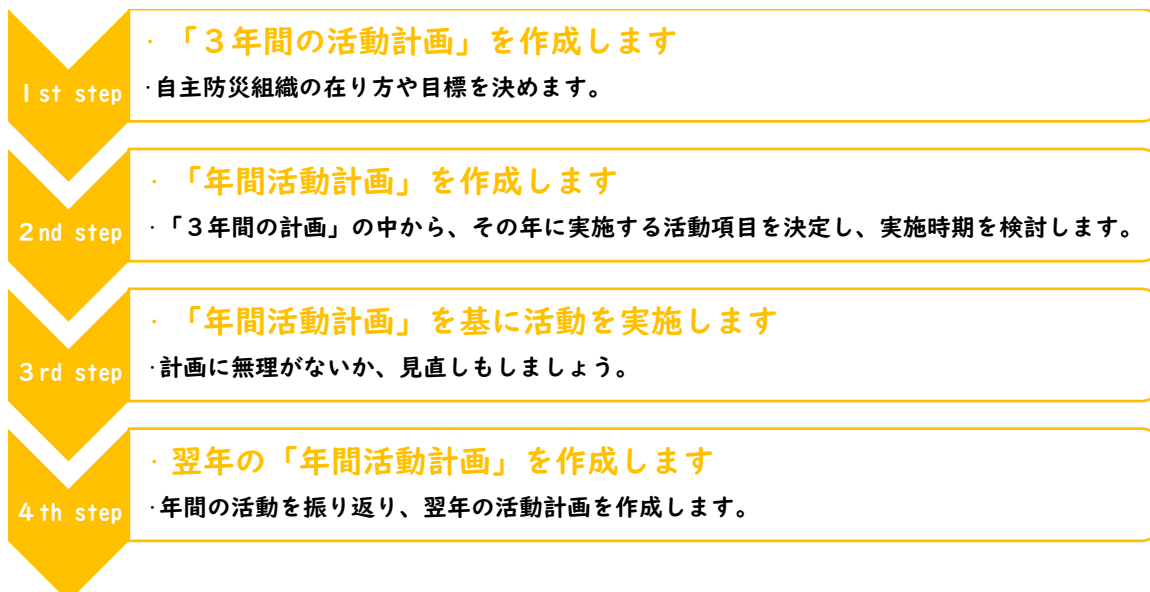 ・「３年間の活動計画」を作成します
1st step
・自主防災組織の在り方や目標を決めます。
・「年間活動計画」を作成します
2nd step
・「３年間の計画」の中から、その年に実施する活動項目を決定し、実施時期を検討します。
・「年間活動計画」を基に活動を実施します
3rd step
・計画に無理がないか、見直しもしましょう。
・翌年の「年間活動計画」を作成します
4th step
・年間の活動を振り返り、翌年の活動計画を作成します。